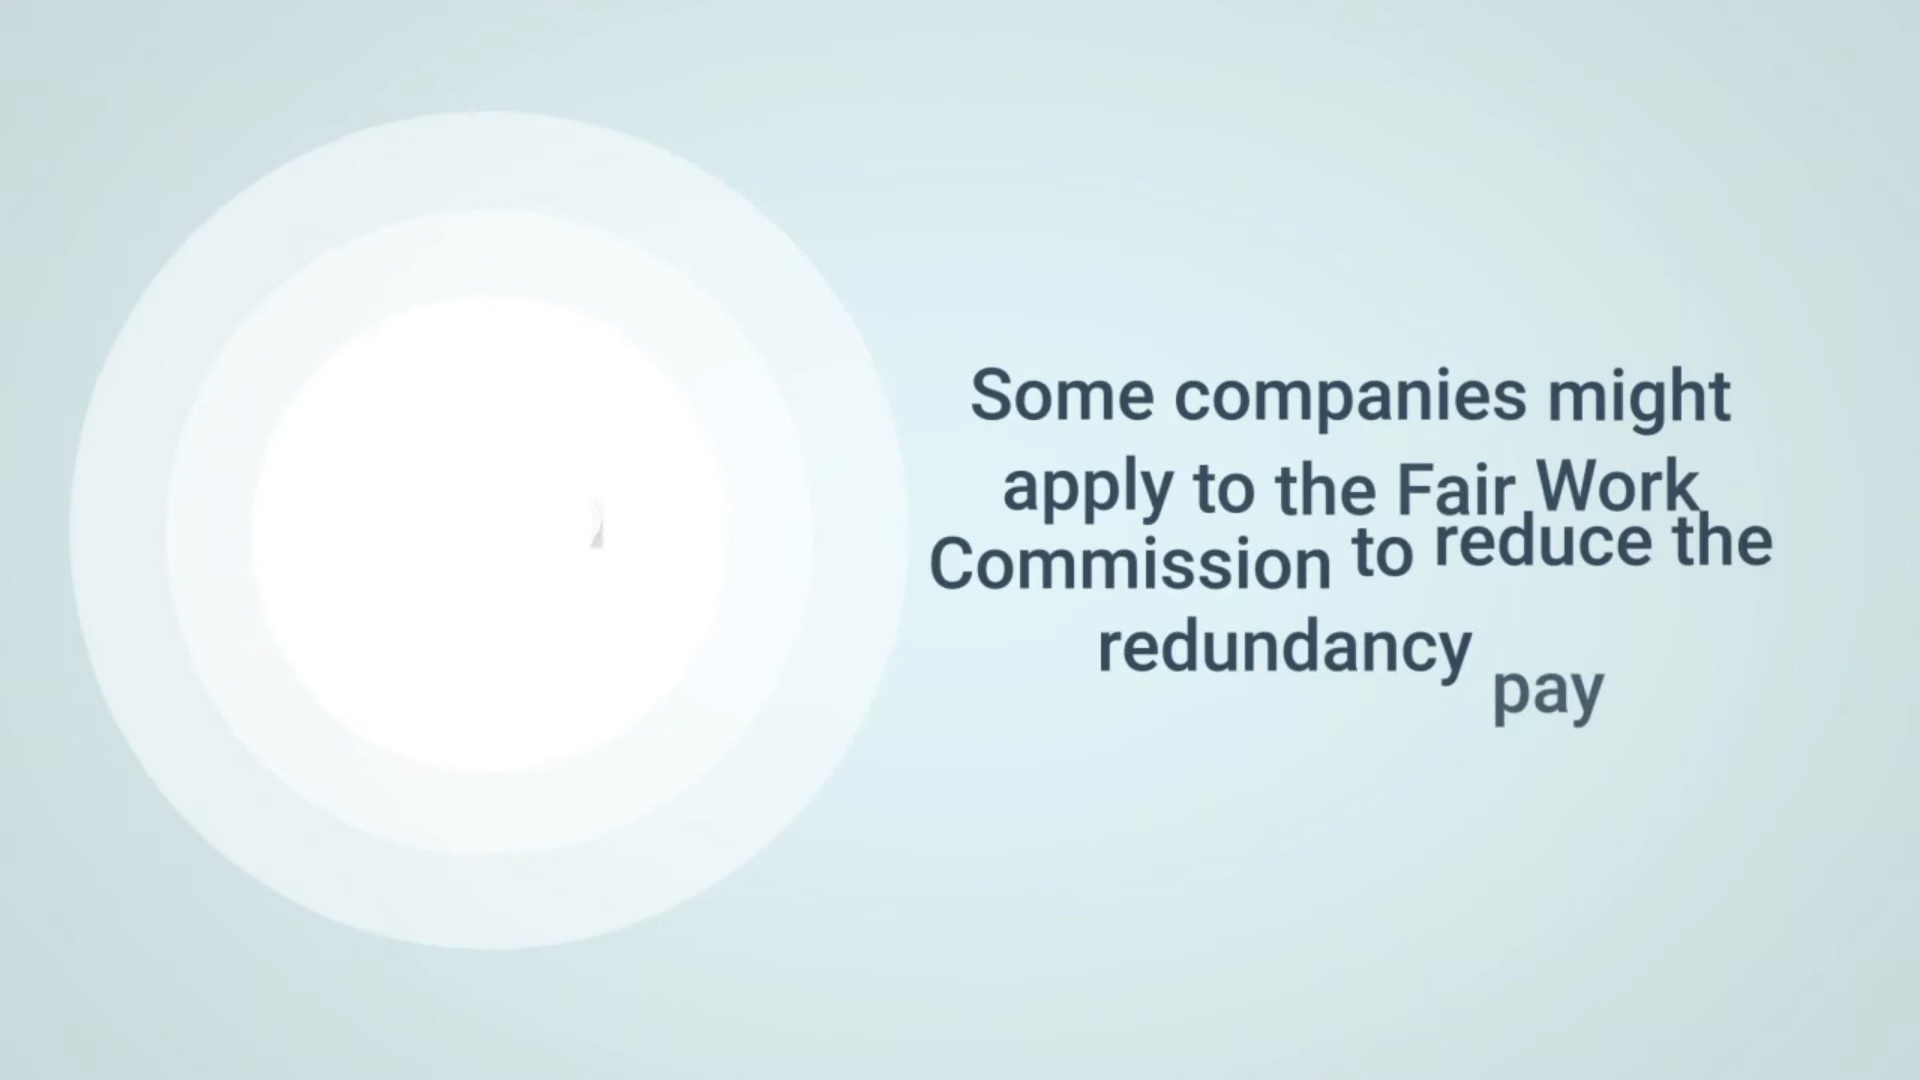 Some companies might
apply to the Fair Work
Commission to reduce the
redundancy pay